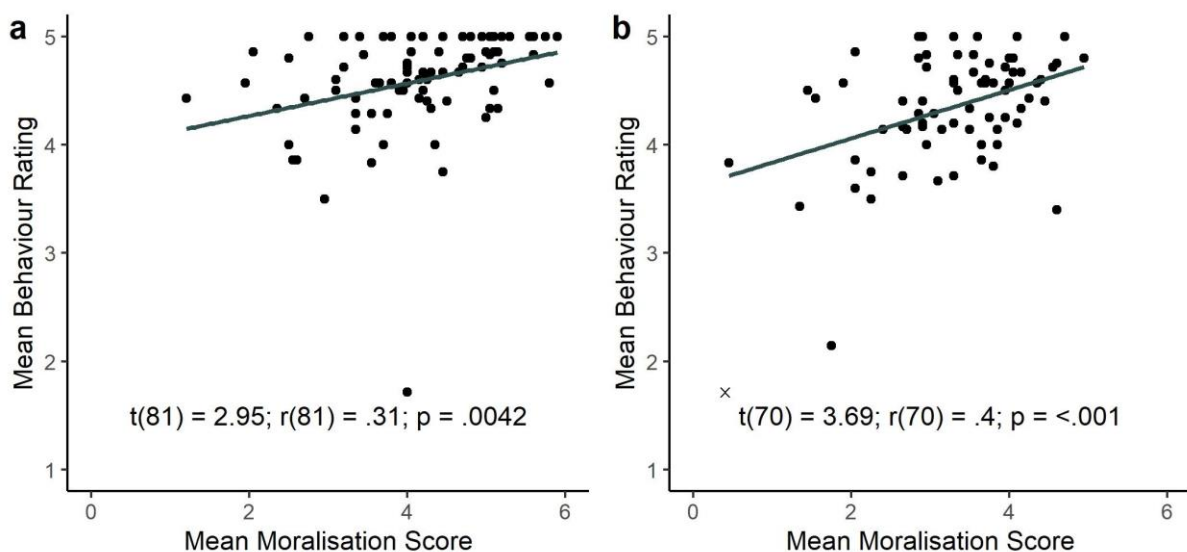 a
5
4
3
2
1
Mean Behaviour Rating
t(81) = 2.95; r(81) = .31; p = .0042
0
2
4
6
Mean Moralisation Score
b
5
4
3
2
1
Mean Behaviour Rating
t(70) = 3.69; r(70) = .4; p = <.001
0
2
4
6
Mean Moralisation Score